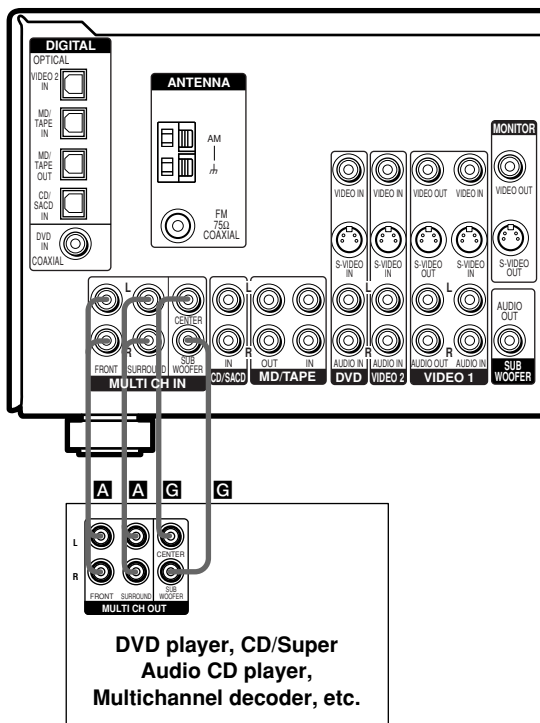 DIGITAL
OPTICAL
VIDEO 2
IN
MD/
TAPE
IN
MD/
TAPE
OUT
CD/
SACD
IN
DVD
IN
COAXIAL
ANTENNA
AM
FM
75Ω
COAXIAL
MONITOR
VIDEO IN
VIDEO IN
VIDEO OUT
VIDEO IN
VIDEO OUT
S-VIDEO
IN
S-VIDEO
IN
S-VIDEO
OUT
S-VIDEO
IN
S-VIDEO
OUT
L
L
L
L
CENTER
AUDIO
OUT
R
R
R
R
FRONT
SURROUND
SUB
WOOFER
IN
OUT
IN
AUDIO IN
AUDIO IN
AUDIO OUT
AUDIO IN
MULTI CH IN
CD/SACD
MD/TAPE
DVD
VIDEO 2
VIDEO 1
SUB
WOOFER
A
A
G
G
L
CENTER
R
FRONT
SURROUND
SUB
WOOFER
MULTI CH OUT
DVD player, CD/Super
Audio CD player,
Multichannel decoder, etc.